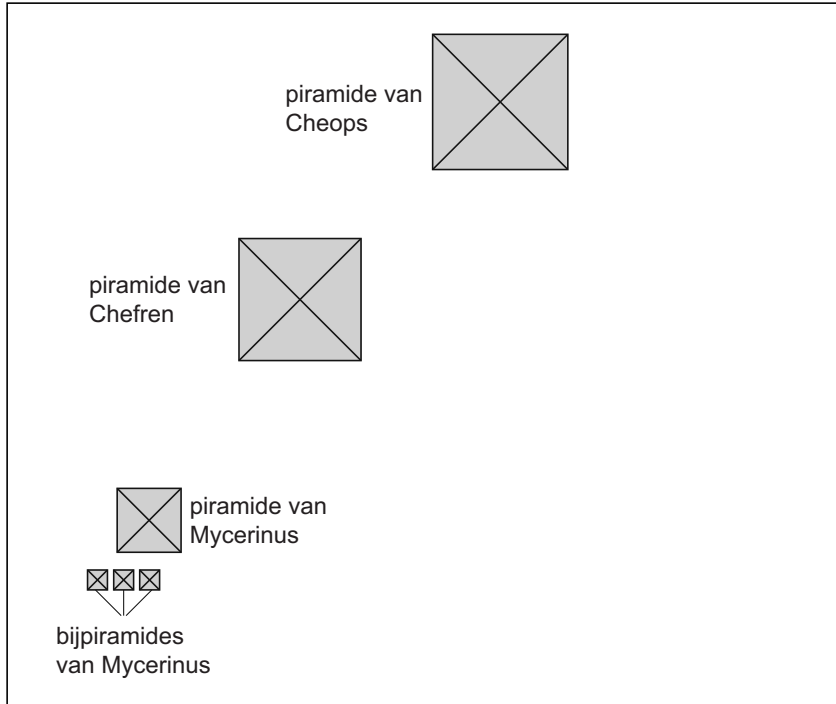 piramide van
Cheops
piramide van
Chefren
piramide van
Mycerinus
bijpiramides
van Mycerinus